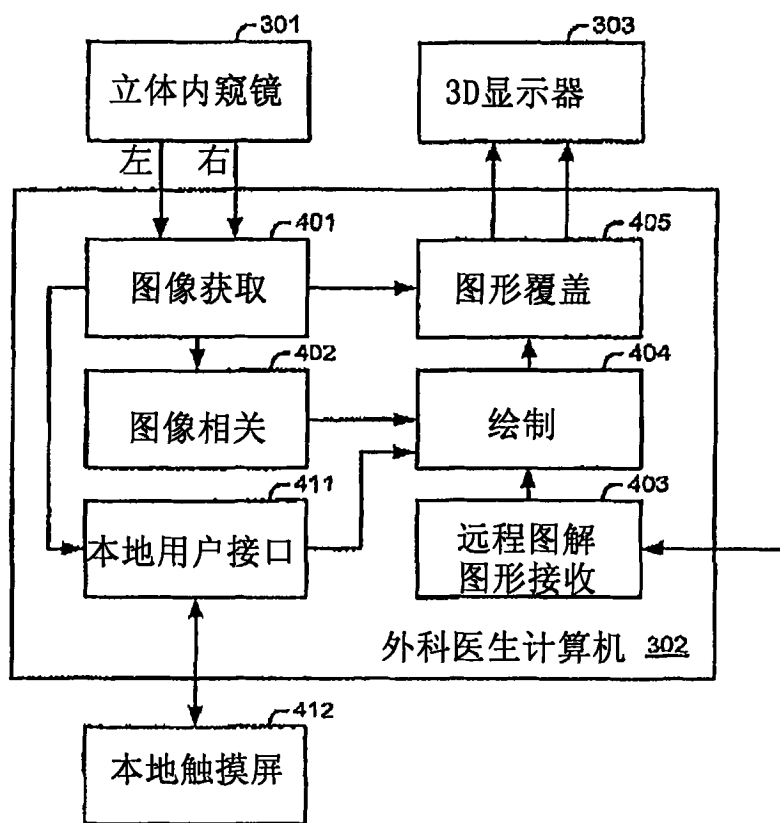 301
立体内窥镜
303
3D显示器
左
右
401
图像获取
405
图形覆盖
402
图像相关
404
绘制
411
本地用户接口
403
远程图解
图形接收
外科医生计算机 302
412
本地触摸屏